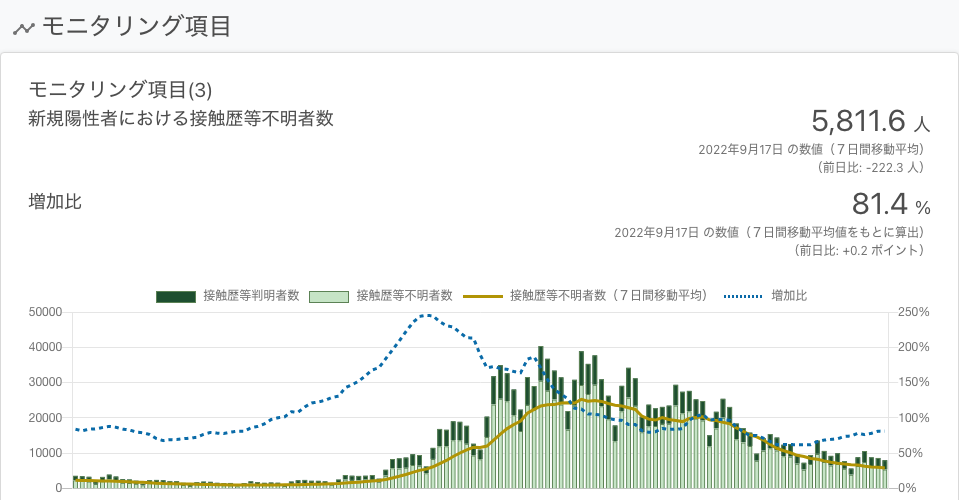 モニタリング項目
モニタリング項目(3)
新規陽性者における接触歴等不明者数
5,811.6 人
2022年9月17日 の数値（７日間移動平均）
（前日比: -222.3 人）
増加比
81.4 %
2022年9月17日 の数値（７日間移動平均値をもとに算出）
（前日比: +0.2 ポイント）
接触歴等判明者数 接触歴等不明者数 接触歴等不明者数（７日間移動平均） 増加比
50000 250%
40000 200%
30000 150%
20000 100%
10000 50%
0 0%